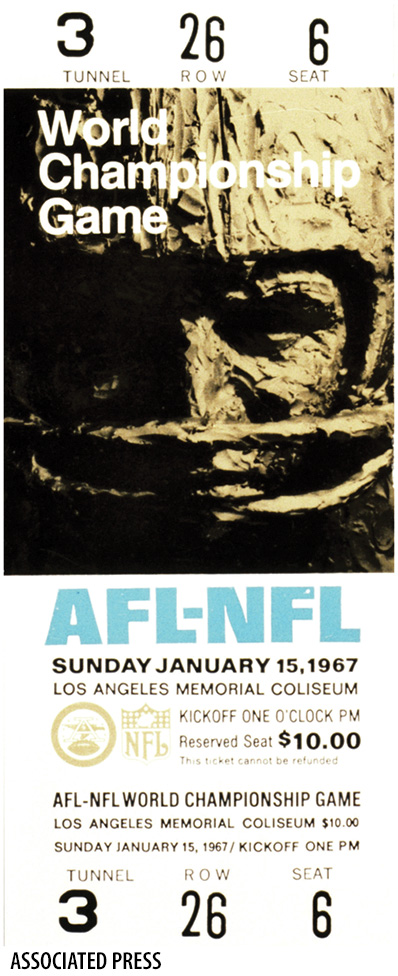 3 26 6
TUNNEL ROW SEAT
World
Championship
Game
AFL-NFL
SUNDAY JANUARY 15, 1967
LOS ANGELES MEMORIAL COLISEUM
KICKOFF ONE O'CLOCK PM
NFL
Reserved Seat $10.00
This ticket cannot be refunded
AFL-NFL WORLD CHAMPIONSHIP GAME
LOS ANGELES MEMORIAL COLISEUM $10.00
SUNDAY JANUARY 15, 1967/ KICKOFF ONE PM
TUNNEL ROW SEAT
3 26 6
ASSOCIATED PRESS